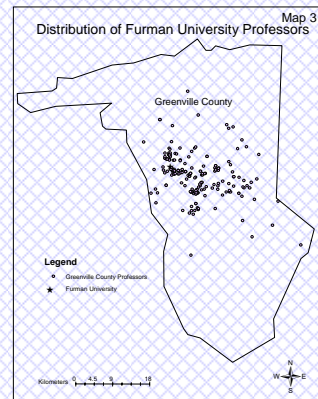 Map 3
Distribution of Furman University Professors
Greenville County
Legend
Greenville County Professors
Furman University
Kilometers 0 4.5 9 18
N
W E
S